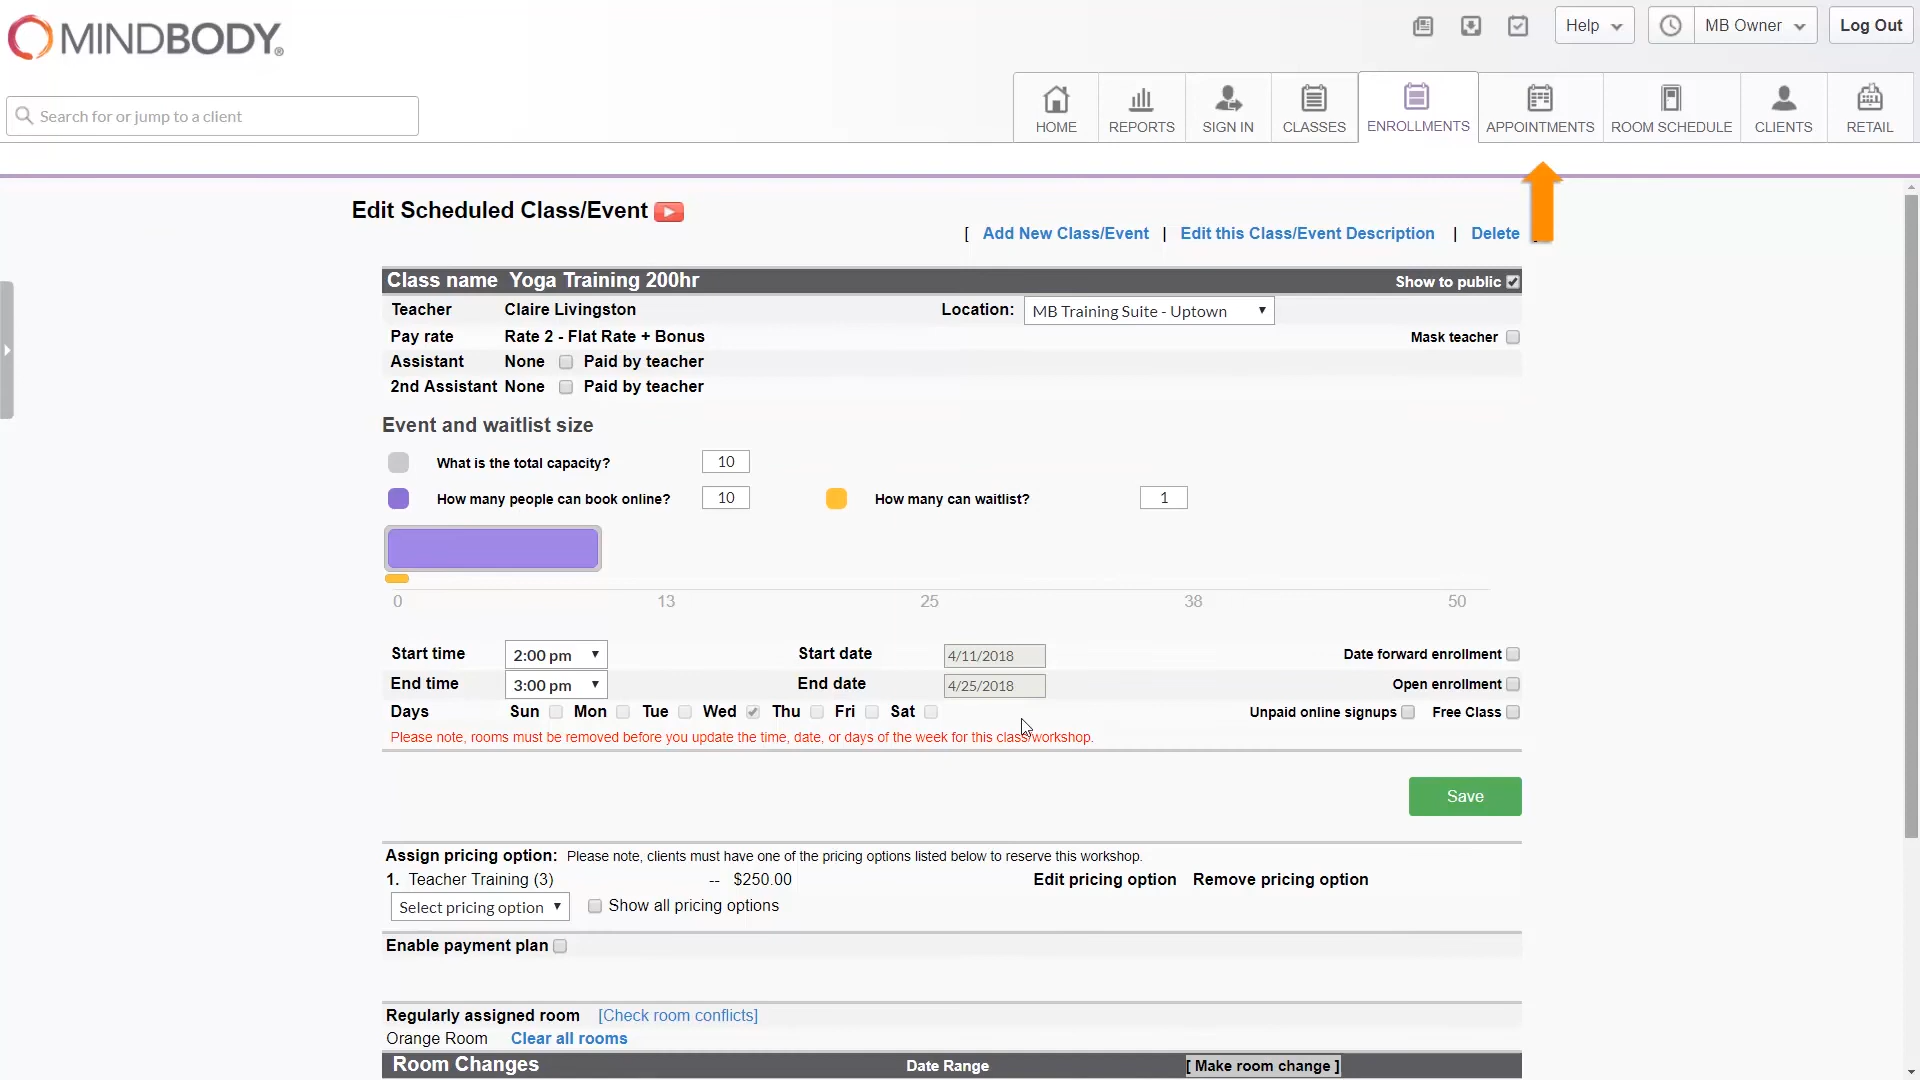 MINDBODY®
Help
MB Owner
Log Out
Search for or jump to a client
HOME
REPORTS
SIGN IN
CLASSES
ENROLLMENTS
APPOINTMENTS
ROOM SCHEDULE
CLIENTS
RETAIL
Edit Scheduled Class/Event
[ Add New Class/Event | Edit this Class/Event Description | Delete
Class name Yoga Training 200hr Show to public
Teacher Claire Livingston Location: MB Training Suite - Uptown
Pay rate Rate 2 - Flat Rate + Bonus Mask teacher
Assistant None Paid by teacher
2nd Assistant None Paid by teacher
Event and waitlist size
What is the total capacity? 10
How many people can book online? 10 How many can waitlist? 1
0 13 25 38 50
Start time 2:00 pm Start date 4/11/2018 Date forward enrollment
End time 3:00 pm End date 4/25/2018 Open enrollment
Days Sun Mon Tue Wed Thu Fri Sat Unpaid online signups Free Class
Please note, rooms must be removed before you update the time, date, or days of the week for this class/workshop.
Save
Assign pricing option: Please note, clients must have one of the pricing options listed below to reserve this workshop.
1. Teacher Training (3) -- $250.00 Edit pricing option Remove pricing option
Select pricing option Show all pricing options
Enable payment plan
Regularly assigned room [Check room conflicts]
Orange Room Clear all rooms
Room Changes Date Range [ Make room change ]